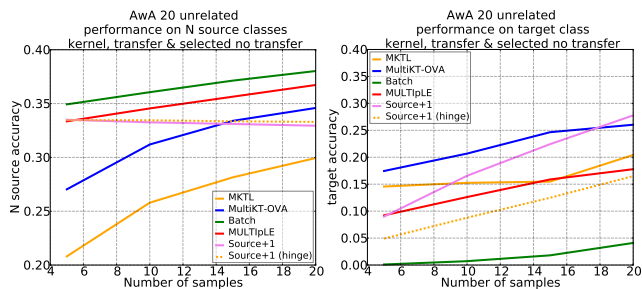 AwA 20 unrelated
performance on N source classes
kernel, transfer & selected no transfer
N source accuracy
0.40
0.35
0.30
0.25
0.20
4 6 8 10 12 14 16 18 20
Number of samples
MKTL
MultiKT-OVA
Batch
MULTIpLE
Source+1
Source+1 (hinge)
AwA 20 unrelated
performance on target class
kernel, transfer & selected no transfer
target accuracy
0.40
0.35
0.30
0.25
0.20
0.15
0.10
0.05
0.00
4 6 8 10 12 14 16 18 20
Number of samples
MKTL
MultiKT-OVA
Batch
MULTIpLE
Source+1
Source+1 (hinge)